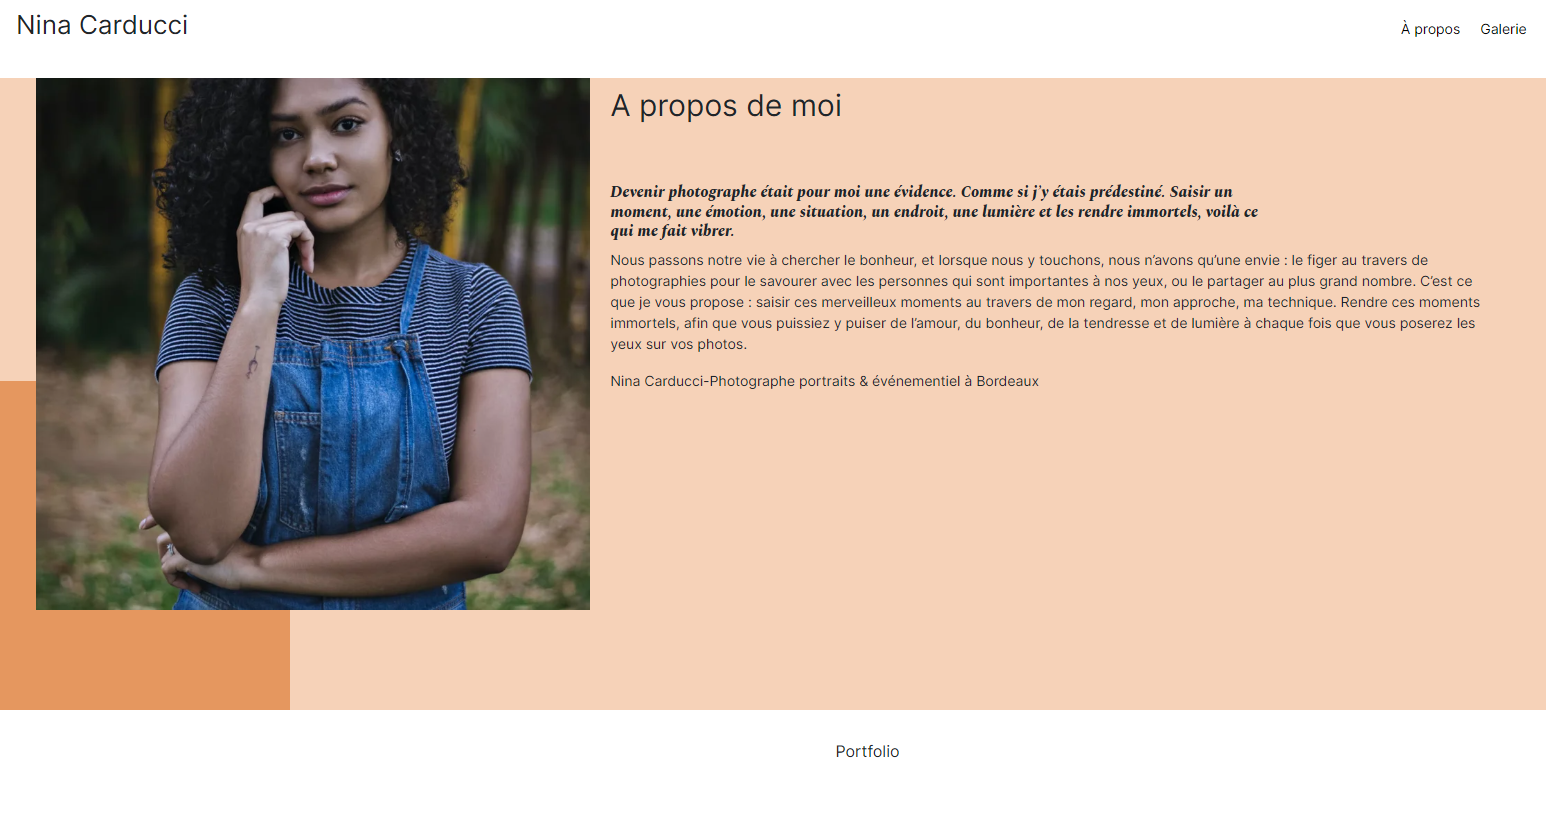 Nina Carducci
À propos Galerie
A propos de moi
Devenir photographe était pour moi une évidence. Comme si j'y étais prédestiné. Saisir un
moment, une émotion, une situation, un endroit, une lumière et les rendre immortels, voilà ce
qui me fait vibrer.
Nous passons notre vie à chercher le bonheur, et lorsque nous y touchons, nous n’avons qu’une envie : le figer au travers de
photographies pour le savourer avec les personnes qui sont importantes à nos yeux, ou le partager au plus grand nombre. C’est ce
que je vous propose : saisir ces merveilleux moments au travers de mon regard, mon approche, ma technique. Rendre ces moments
immortels, afin que vous puissiez y puiser de l’amour, du bonheur, de la tendresse et de lumière à chaque fois que vous poserez les
yeux sur vos photos.
Nina Carducci-Photographe portraits & événementiel à Bordeaux
Portfolio